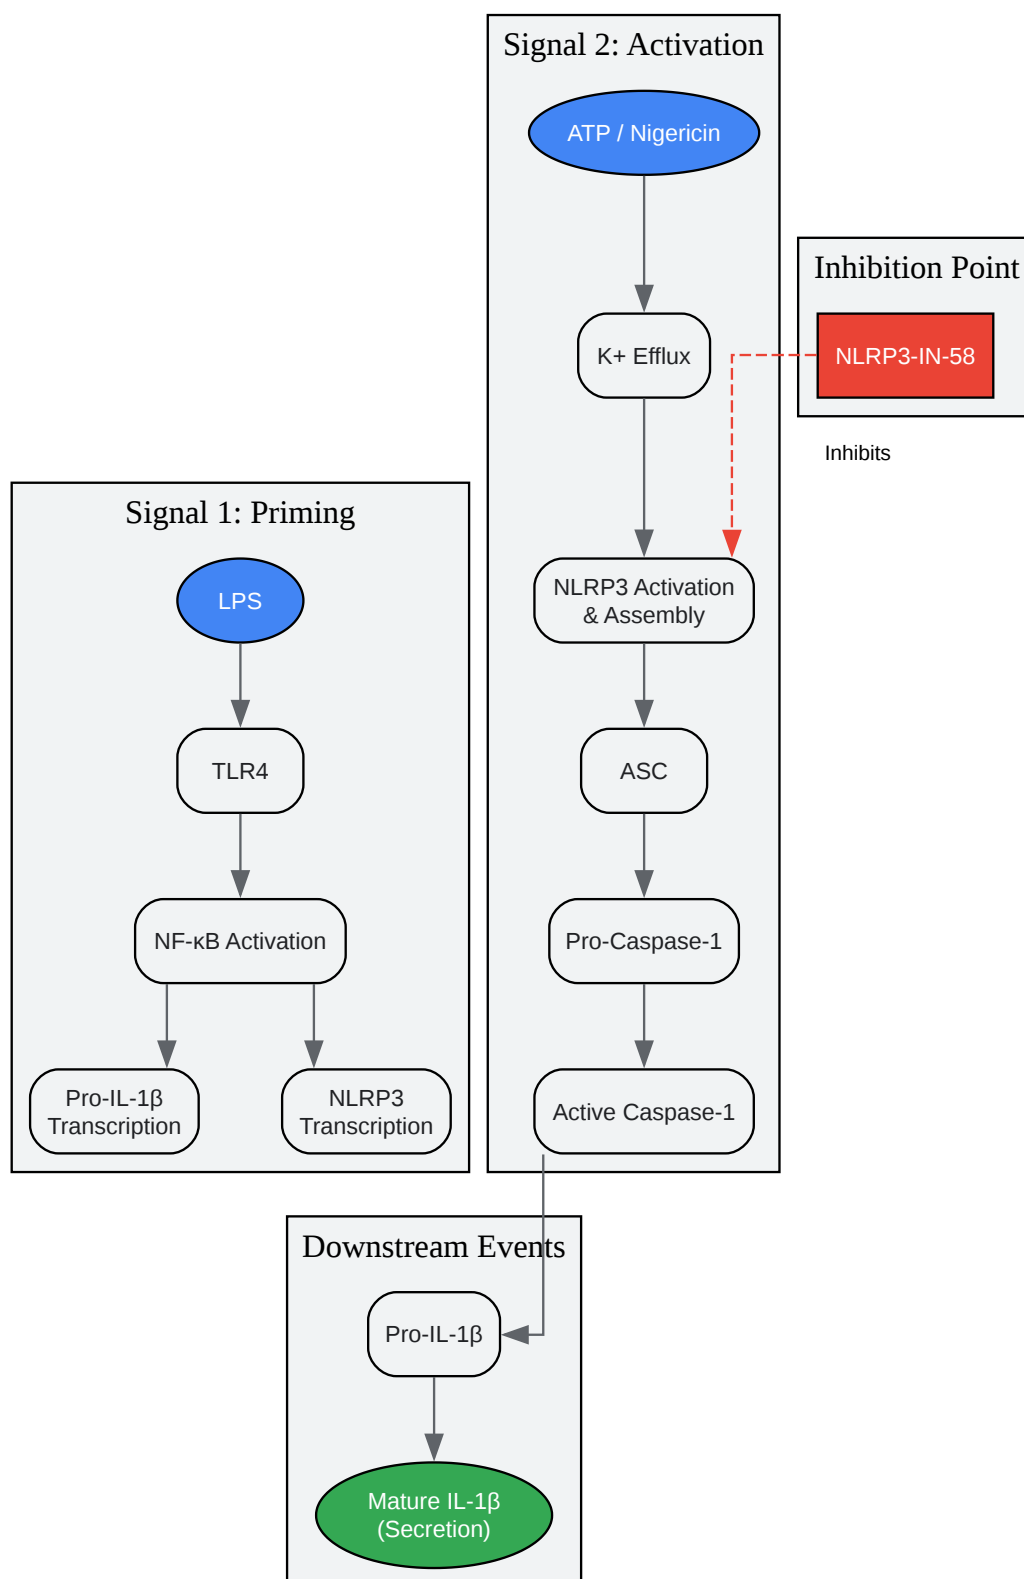 Signal 2: Activation
ATP / Nigericin
K+ Efflux
NLRP3 Activation
& Assembly
ASC
Pro-Caspase-1
Active Caspase-1
Inhibition Point
NLRP3-IN-58
Inhibits
Signal 1: Priming
LPS
TLR4
NF-κB Activation
Pro-IL-1β
Transcription
NLRP3
Transcription
Downstream Events
Pro-IL-1β
Mature IL-1β
(Secretion)